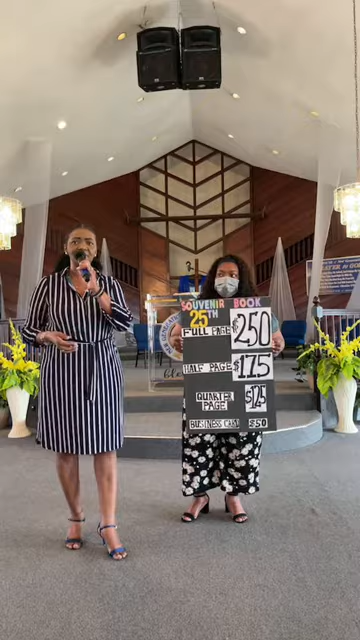 SOUVENIR BOOK
25TH
FULL PAGE $250
HALF PAGE $175
QUARTER PAGE $125
BUSINESS CARD $50